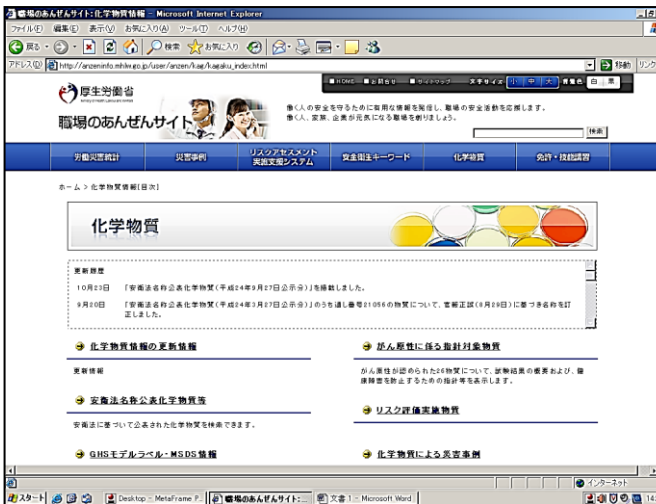 職場のあんぜんサイト:化学物質情報 - Microsoft Internet Explorer
ファイル(F) 編集(E) 表示(V) お気に入り(A) ツール(T) ヘルプ(H)
戻る 検索 お気に入り
アドレス(D) http://anzeninfo.mhlw.go.jp/user/anzen/kag/kagaku_index.html 移動 リンク
HOME お問合せ サイトマップ 文字サイズ 小 中 大 背景色 白 黒
厚生労働省
職場のあんぜんサイト
働く人の安全を守るために有用な情報を発信し、職場の安全活動を応援します。
働く人、家族、企業が元気になる職場を創りましょう。
検索
労働災害統計 災害事例 リスクアセスメント実施支援システム 安全衛生キーワード 化学物質 免許・技能講習
ホーム > 化学物質情報[目次]
化学物質
更新履歴
10月23日 「安衛法名称公表化学物質(平成24年9月27日公示分)」を掲載しました。
9月20日 「安衛法名称公表化学物質(平成24年3月27日公示分)」のうち通し番号21056の物質について、官報正誤(8月29日)に基づき名称を訂
正しました。
化学物質情報の更新情報
更新情報
安衛法名称公表化学物質等
安衛法に基づいて公表された化学物質を検索できます。
GHSモデルラベル・MSDS情報
がん原性に係る指針対象物質
がん原性が認められた26物質について、試験結果の概要および、健
康障害を防止するための指針等を表示します。
リスク評価実施物質
化学物質による災害事例
インターネット
スタート Desktop - MetaFrame P... 職場のあんぜんサイト:... 文書 1 - Microsoft Word